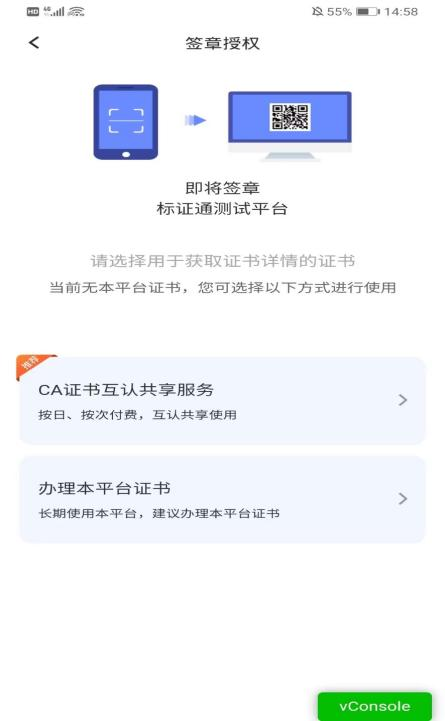 HD 4G 55% 14:58
签章授权
即将签章
标证通测试平台
请选择用于获取证书详情的证书
当前无本平台证书，您可选择以下方式进行使用
推荐
CA证书互认共享服务
按日、按次付费，互认共享使用
办理本平台证书
长期使用本平台，建议办理本平台证书
vConsole